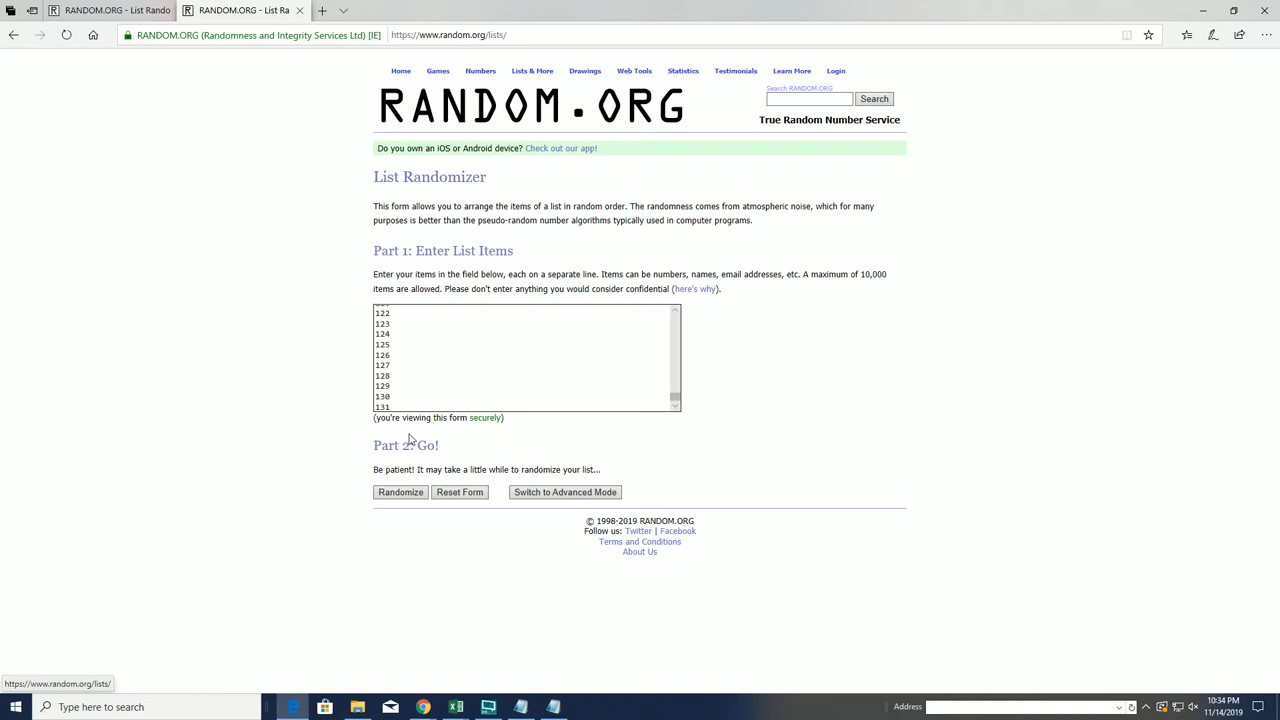 RANDOM.ORG - List Rando
RANDOM.ORG - List Ra
RANDOM.ORG (Randomness and Integrity Services Ltd) [IE]
https://www.random.org/lists/
Home Games Numbers Lists & More Drawings Web Tools Statistics Testimonials Learn More Login
Search RANDOM.ORG
Search
RANDOM.ORG
True Random Number Service
Do you own an iOS or Android device? Check out our app!
List Randomizer
This form allows you to arrange the items of a list in random order. The randomness comes from atmospheric noise, which for many
purposes is better than the pseudo-random number algorithms typically used in computer programs.
Part 1: Enter List Items
Enter your items in the field below, each on a separate line. Items can be numbers, names, email addresses, etc. A maximum of 10,000
items are allowed. Please don't enter anything you would consider confidential (here's why).
122
123
124
125
126
127
128
129
130
131
(you're viewing this form securely)
Part 2: Go!
Be patient! It may take a little while to randomize your list...
Randomize Reset Form Switch to Advanced Mode
© 1998-2019 RANDOM.ORG
Follow us: Twitter | Facebook
Terms and Conditions
About Us
https://www.random.org/lists/
Type here to search
Address
10:34 PM
11/14/2019